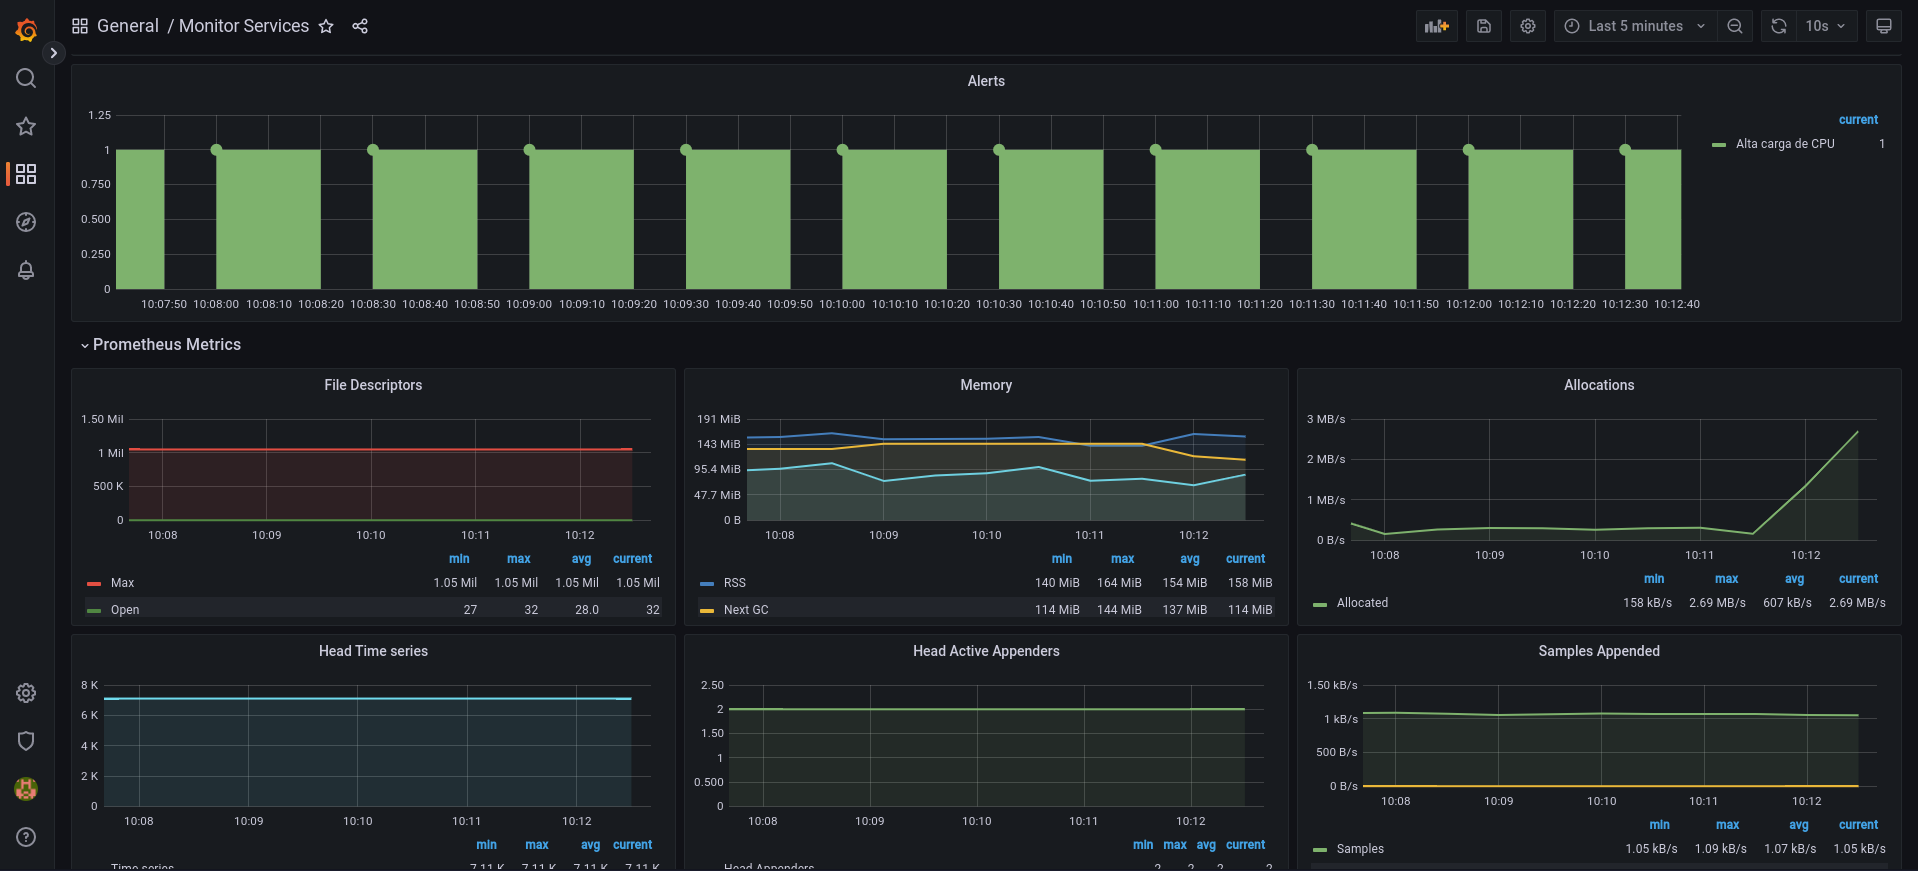 General / Monitor Services
Last 5 minutes
10s
Alerts
1.25
1
0.750
0.500
0.250
0
10:07:50 10:08:00 10:08:10 10:08:20 10:08:30 10:08:40 10:08:50 10:09:00 10:09:10 10:09:20 10:09:30 10:09:40 10:09:50 10:10:00 10:10:10 10:10:20 10:10:30 10:10:40 10:10:50 10:11:00 10:11:10 10:11:20 10:11:30 10:11:40 10:11:50 10:12:00 10:12:10 10:12:20 10:12:30 10:12:40
current
Alta carga de CPU 1
Prometheus Metrics
File Descriptors
1.50 Mil
1 Mil
500 K
0
10:08 10:09 10:10 10:11 10:12
min max avg current
Max 1.05 Mil 1.05 Mil 1.05 Mil 1.05 Mil
Open 27 32 28.0 32
Memory
191 MiB
143 MiB
95.4 MiB
47.7 MiB
0 B
10:08 10:09 10:10 10:11 10:12
min max avg current
RSS 140 MiB 164 MiB 154 MiB 158 MiB
Next GC 114 MiB 144 MiB 137 MiB 114 MiB
Allocations
3 MB/s
2 MB/s
1 MB/s
0 B/s
10:08 10:09 10:10 10:11 10:12
min max avg current
Allocated 158 kB/s 2.69 MB/s 607 kB/s 2.69 MB/s
Head Time series
8 K
6 K
4 K
2 K
0
10:08 10:09 10:10 10:11 10:12
min max avg current
Time series 7.11 K 7.11 K 7.11 K 7.11 K
Head Active Appenders
2.50
2
1.50
1
0.500
0
10:08 10:09 10:10 10:11 10:12
min max avg current
Head Appenders 2 2 2 2
Samples Appended
1.50 kB/s
1 kB/s
500 B/s
0 B/s
10:08 10:09 10:10 10:11 10:12
min max avg current
Samples 1.05 kB/s 1.09 kB/s 1.07 kB/s 1.05 kB/s